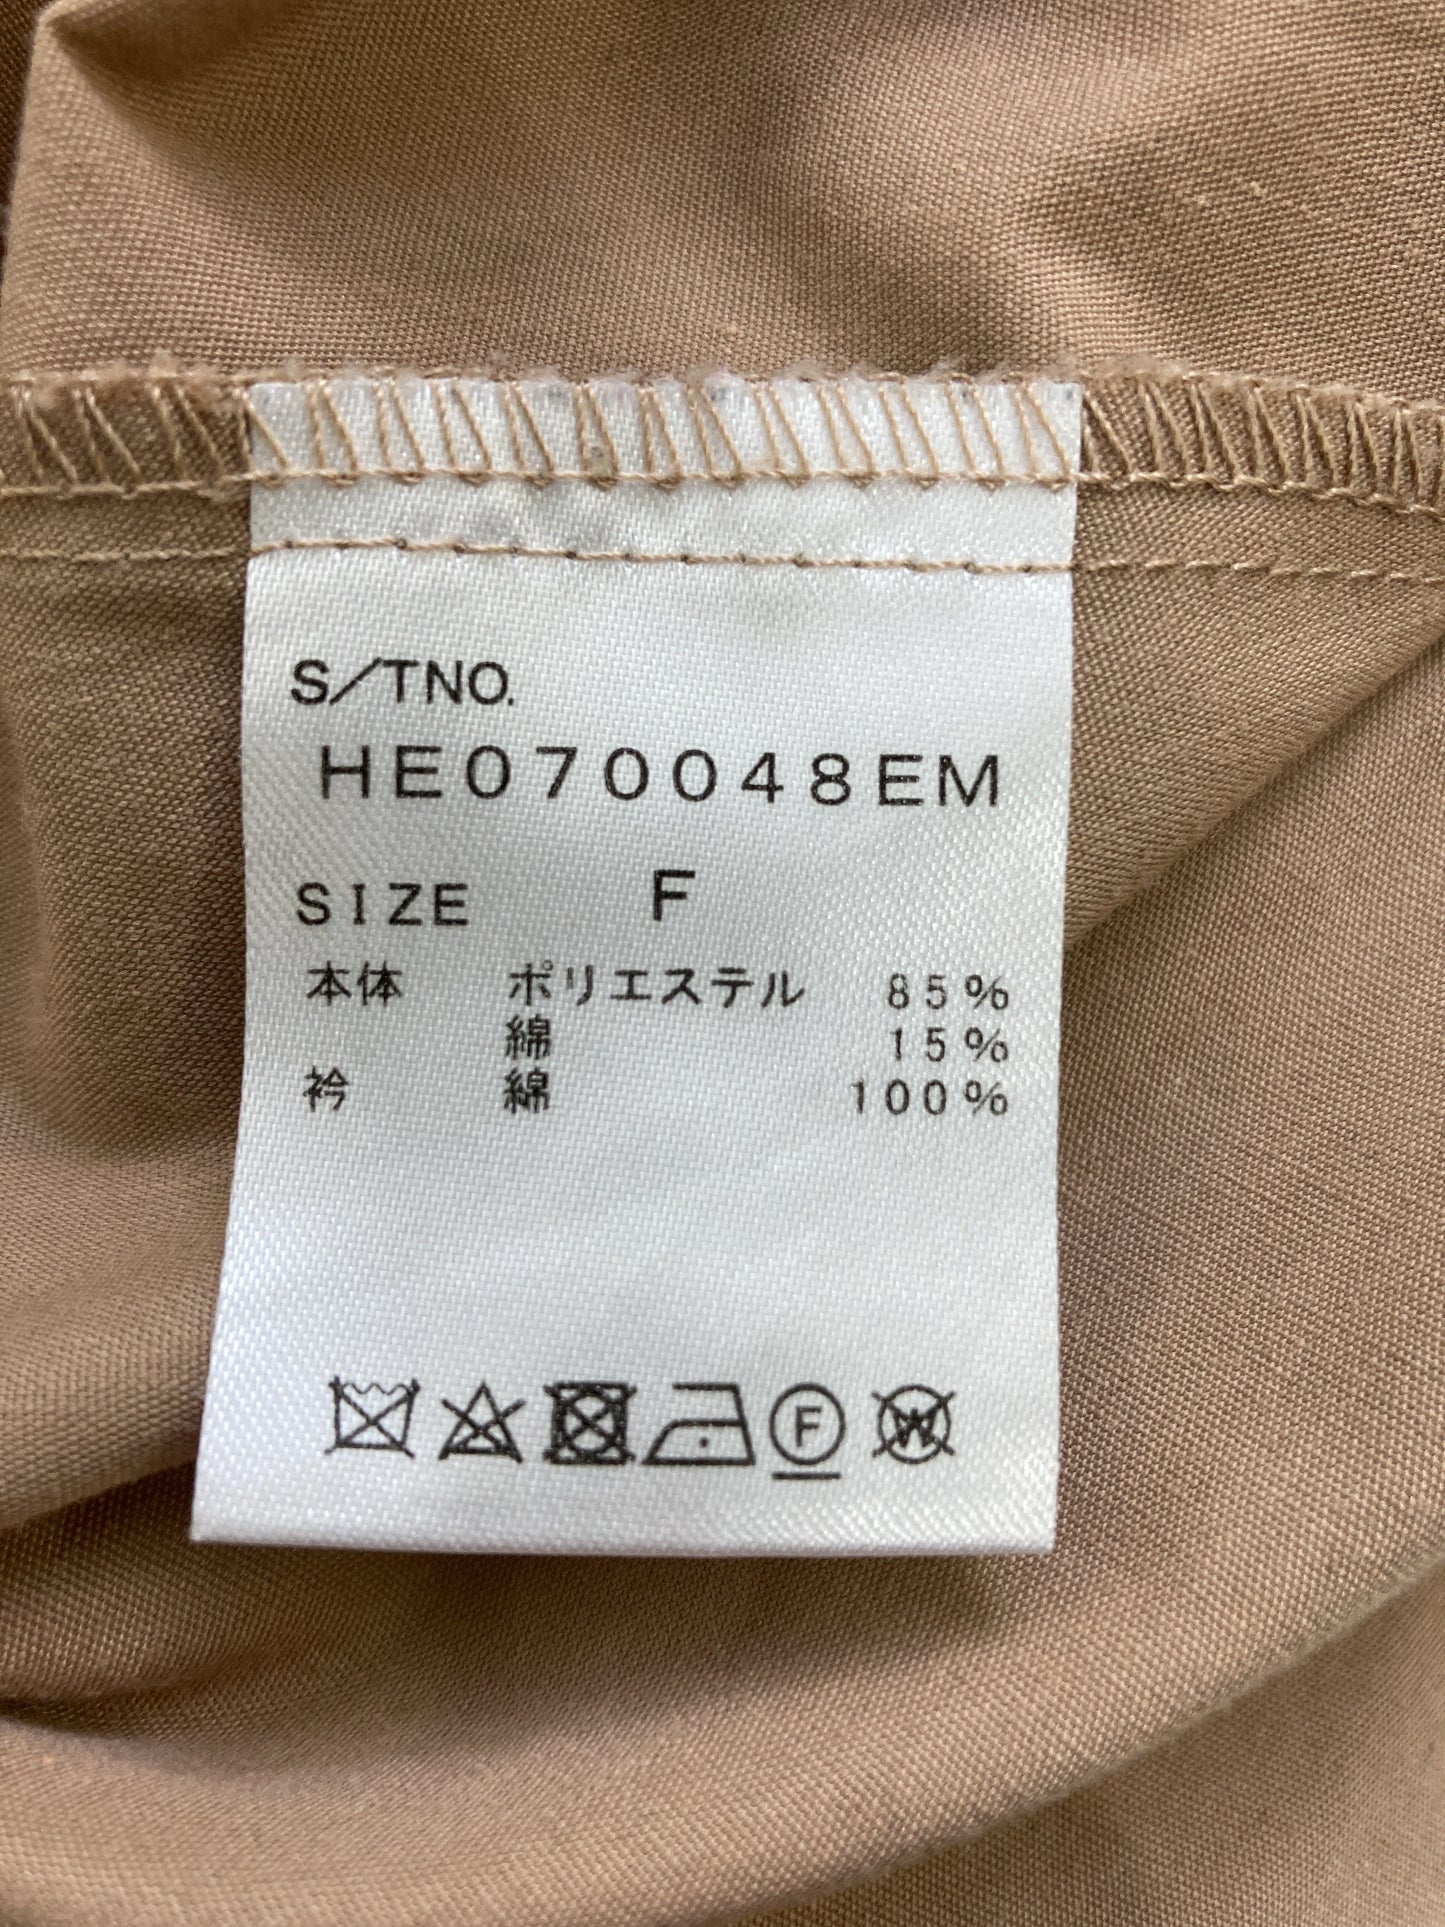 S/TNO.
HE070048EM
SIZE F
本体 ポリエステル 85%
綿 15%
衿 綿 100%
F W